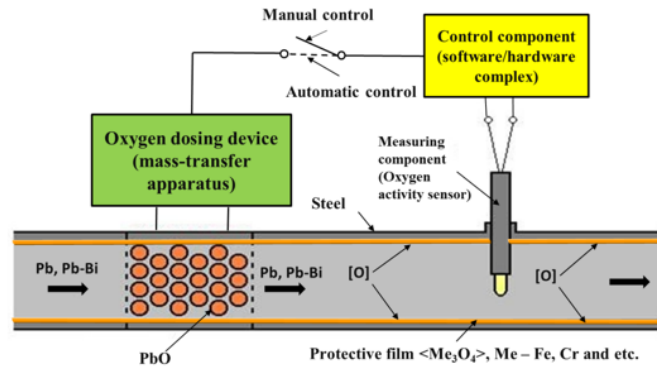 Manual control
Automatic control
Control component
(software/hardware
complex)
Oxygen dosing device
(mass-transfer
apparatus)
Measuring
component
(Oxygen
activity sensor)
Steel
Pb, Pb-Bi
Pb, Pb-Bi
[O]
[O]
PbO
Protective film <Me₃O₄>, Me – Fe, Cr and etc.